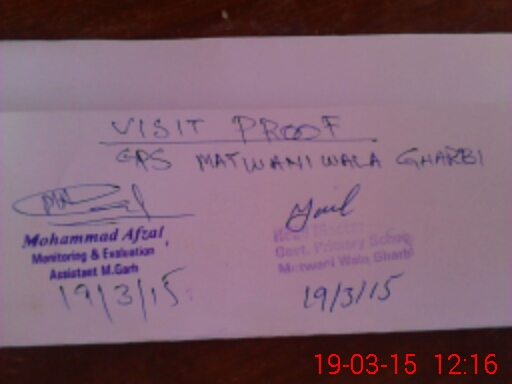 VISIT PROOF
GPS MATWANI WALA GHARBI
Mohammad Afzal
Monitoring & Evaluation
Assistant M.Garh
19/3/15
Govt. Primary School
Matwani Wala Gharbi
19/3/15
19-03-15 12:16